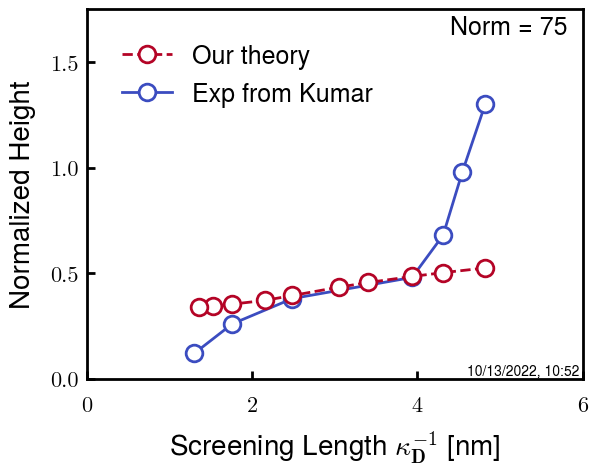 Norm = 75
Our theory
Exp from Kumar
Normalized Height
1.5
1.0
0.5
0.0
10/13/2022, 10:52
0 2 4 6
Screening Length κ_D^{-1} [nm]